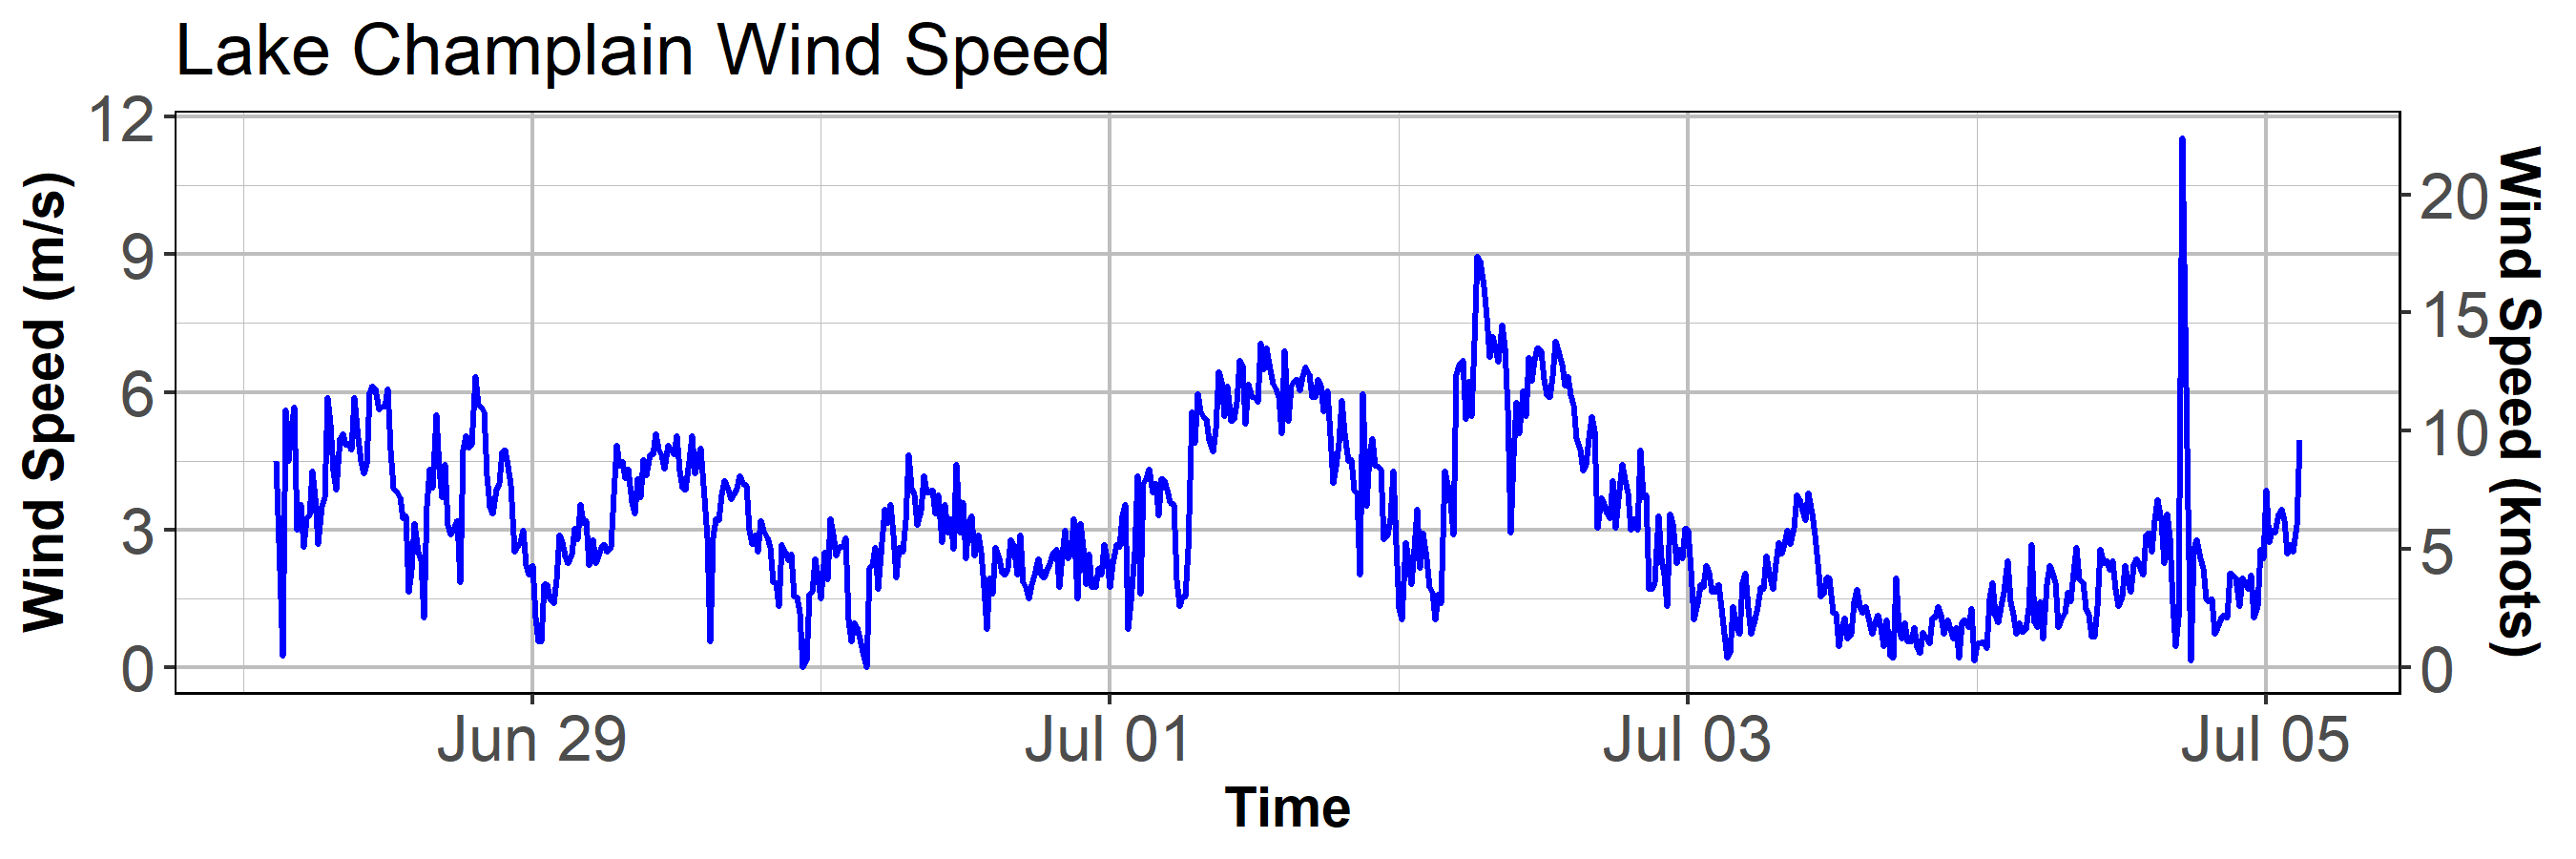 Lake Champlain Wind Speed
Wind Speed (m/s)
12
9
6
3
0
20
15
10
5
0
Wind Speed (knots)
Jun 29
Jul 01
Jul 03
Jul 05
Time